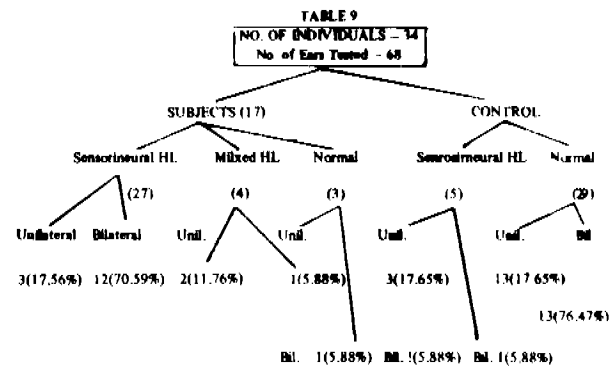 TABLE 9
NO. OF INDIVIDUALS – 34
No. of Ears Tested – 68
SUBJECTS (17) CONTROL
Sensorineural HL Milxed HL Normal Sensorineural HL Normal
(27) (4) (3) (5) (29)
Unilateral Bilateral Unil. Unil. Unil. Unil. Bil
3(17.56%) 12(70.59%) 2(11.76%) 1(5.88%) 3(17.65%) 13(17.65%)
13(76.47%)
Bil. 1(5.88%) Bil. !(5.88%) Bil. 1(5.88%)